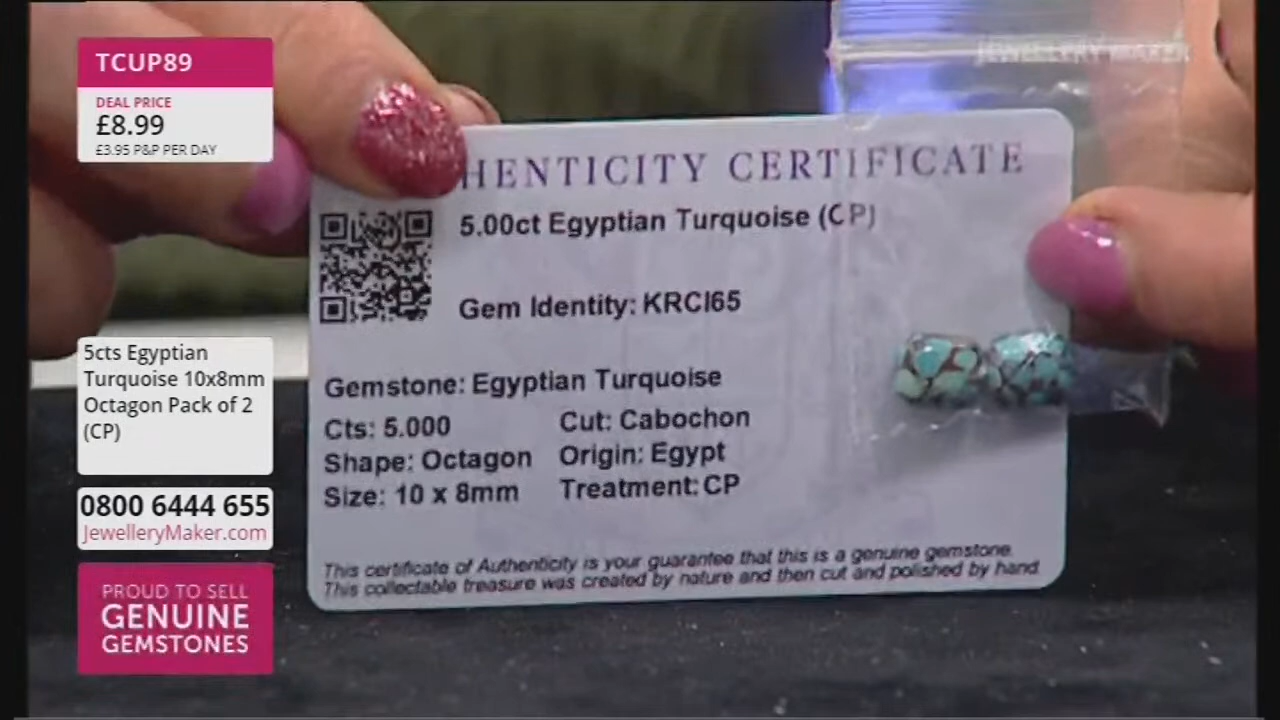 TCUP89
DEAL PRICE
£8.99
£3.95 P&P PER DAY
5cts Egyptian
Turquoise 10x8mm
Octagon Pack of 2
(CP)
0800 6444 655
JewelleryMaker.com
PROUD TO SELL
GENUINE
GEMSTONES
JEWELLERY MAKER
HENTICITY CERTIFICATE
5.00ct Egyptian Turquoise (CP)
Gem Identity: KRCI65
Gemstone: Egyptian Turquoise
Cts: 5.000 Cut: Cabochon
Shape: Octagon Origin: Egypt
Size: 10 x 8mm Treatment: CP
This certificate of Authenticity is your guarantee that this is a genuine gemstone.
This collectable treasure was created by nature and then cut and polished by hand